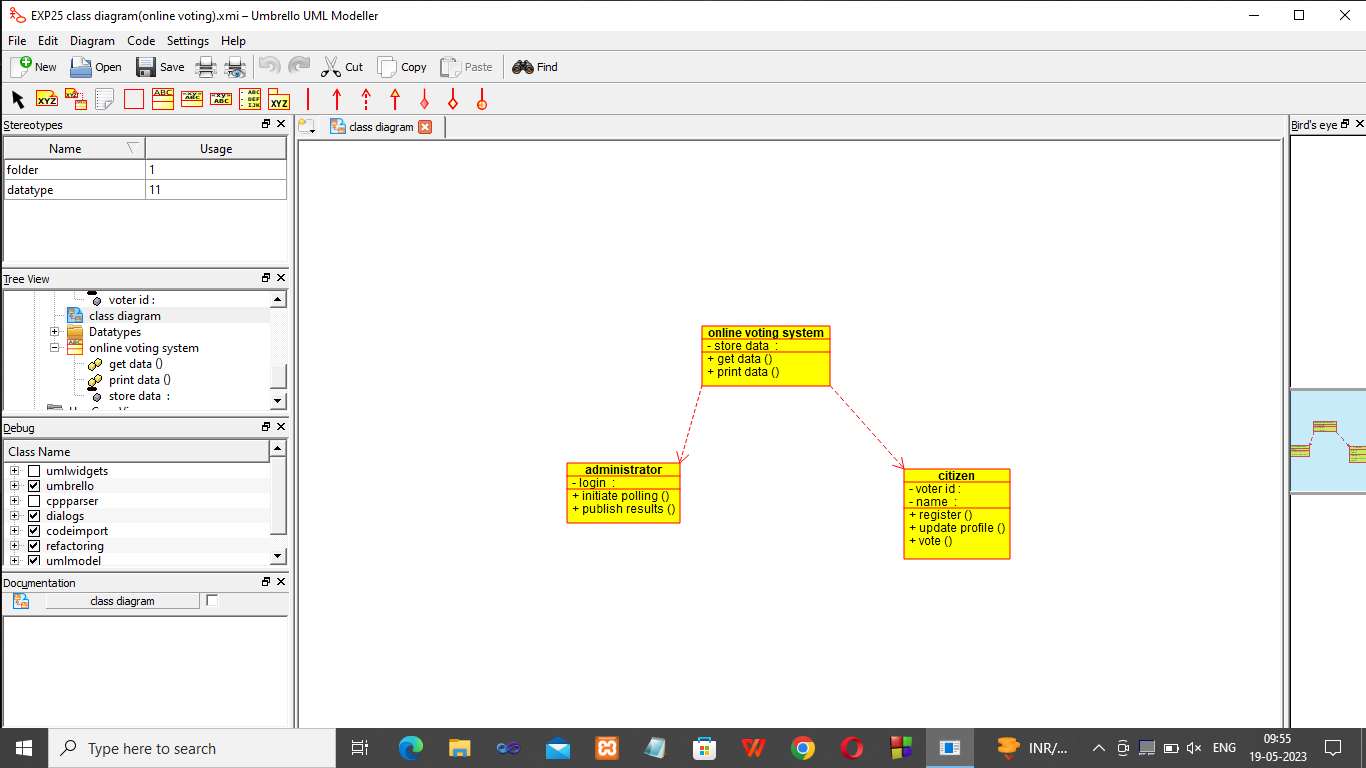 EXP25 class diagram(online voting).xmi – Umbrello UML Modeller
File Edit Diagram Code Settings Help
New Open Save Cut Copy Paste Find
XYZ ABC ABC DEF IJK XYZ
Stereotypes
class diagram
Bird's eye
Name Usage
folder 1
datatype 11
Tree View
voter id :
class diagram
Datatypes
online voting system
get data ()
print data ()
store data :
Debug
Class Name
umlwidgets
umbrello
cppparser
dialogs
codeimport
refactoring
umlmodel
Documentation
class diagram
online voting system
- store data :
+ get data ()
+ print data ()
administrator
- login :
+ initiate polling ()
+ publish results ()
citizen
- voter id :
- name :
+ register ()
+ update profile ()
+ vote ()
Type here to search
INR/...
ENG
09:55
19-05-2023